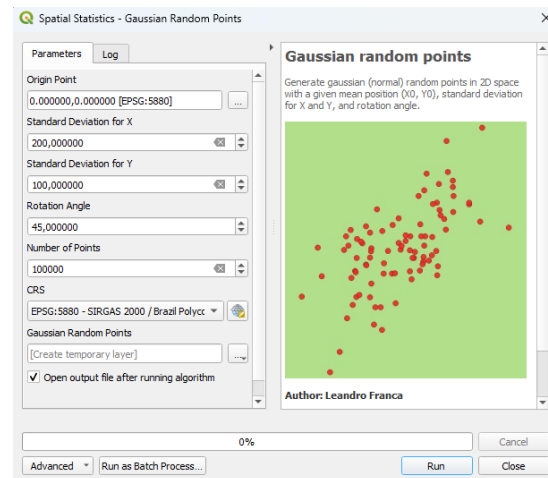 Spatial Statistics - Gaussian Random Points
Parameters
Log
Origin Point
0.000000,0.000000 [EPSG:5880]
...
Standard Deviation for X
200,000000
Standard Deviation for Y
100,000000
Rotation Angle
45,000000
Number of Points
100000
CRS
EPSG:5880 - SIRGAS 2000 / Brazil Polycc
Gaussian Random Points
[Create temporary layer]
...
Open output file after running algorithm
Gaussian random points
Generate gaussian (normal) random points in 2D space
with a given mean position (X0, Y0), standard deviation
for X and Y, and rotation angle.
Author: Leandro Franca
0%
Cancel
Advanced
Run as Batch Process...
Run
Close